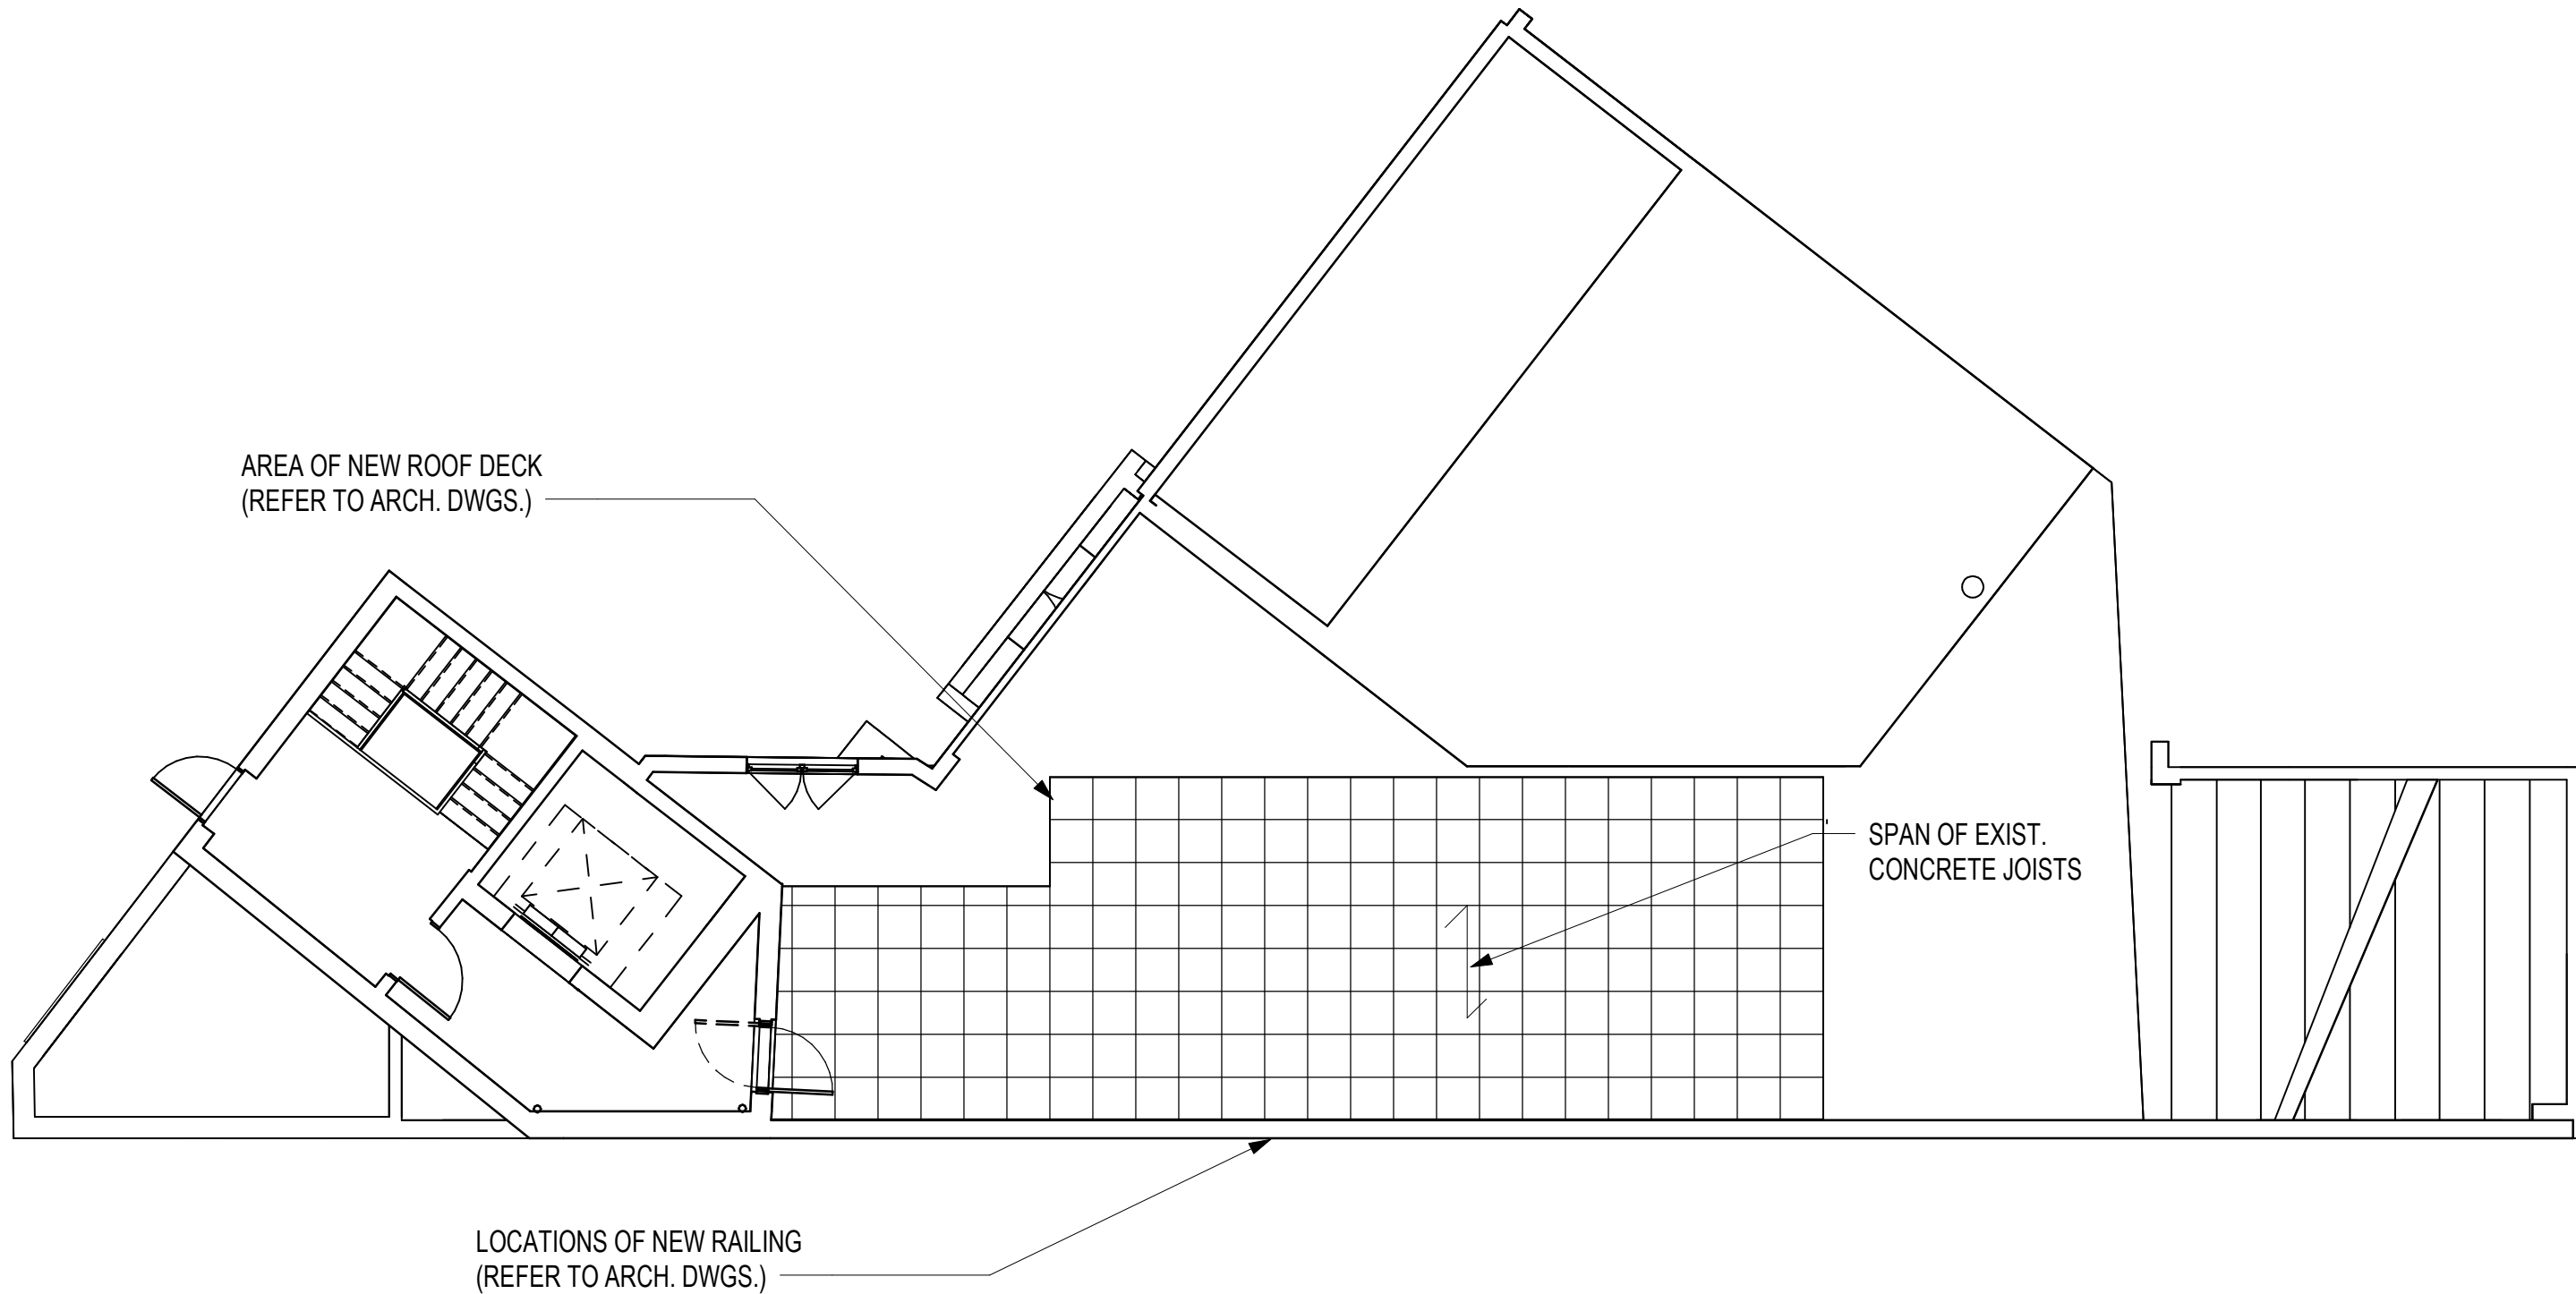 AREA OF NEW ROOF DECK
(REFER TO ARCH. DWGS.)
SPAN OF EXIST.
CONCRETE JOISTS
LOCATIONS OF NEW RAILING
(REFER TO ARCH. DWGS.)